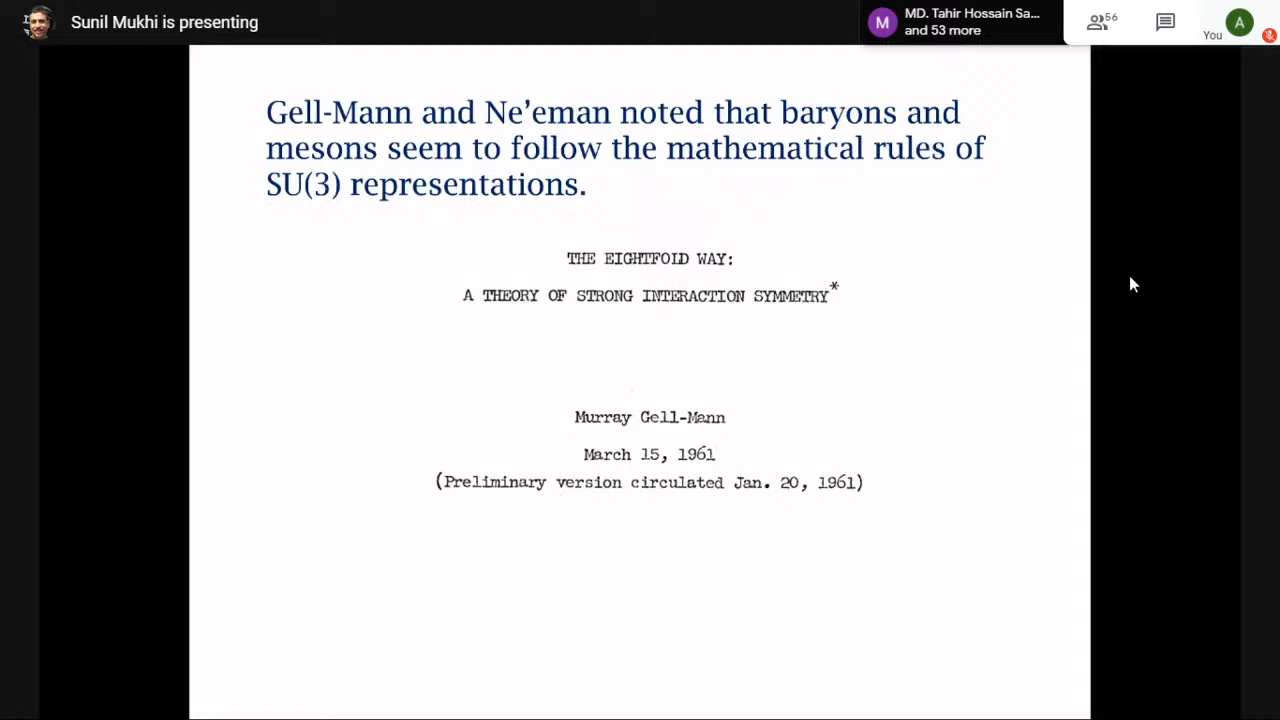 Sunil Mukhi is presenting
M
MD. Tahir Hossain Sa...
and 53 more
56
You
A
Gell-Mann and Ne’eman noted that baryons and
mesons seem to follow the mathematical rules of
SU(3) representations.
THE EIGHTFOLD WAY:
A THEORY OF STRONG INTERACTION SYMMETRY*
Murray Gell-Mann
March 15, 1961
(Preliminary version circulated Jan. 20, 1961)